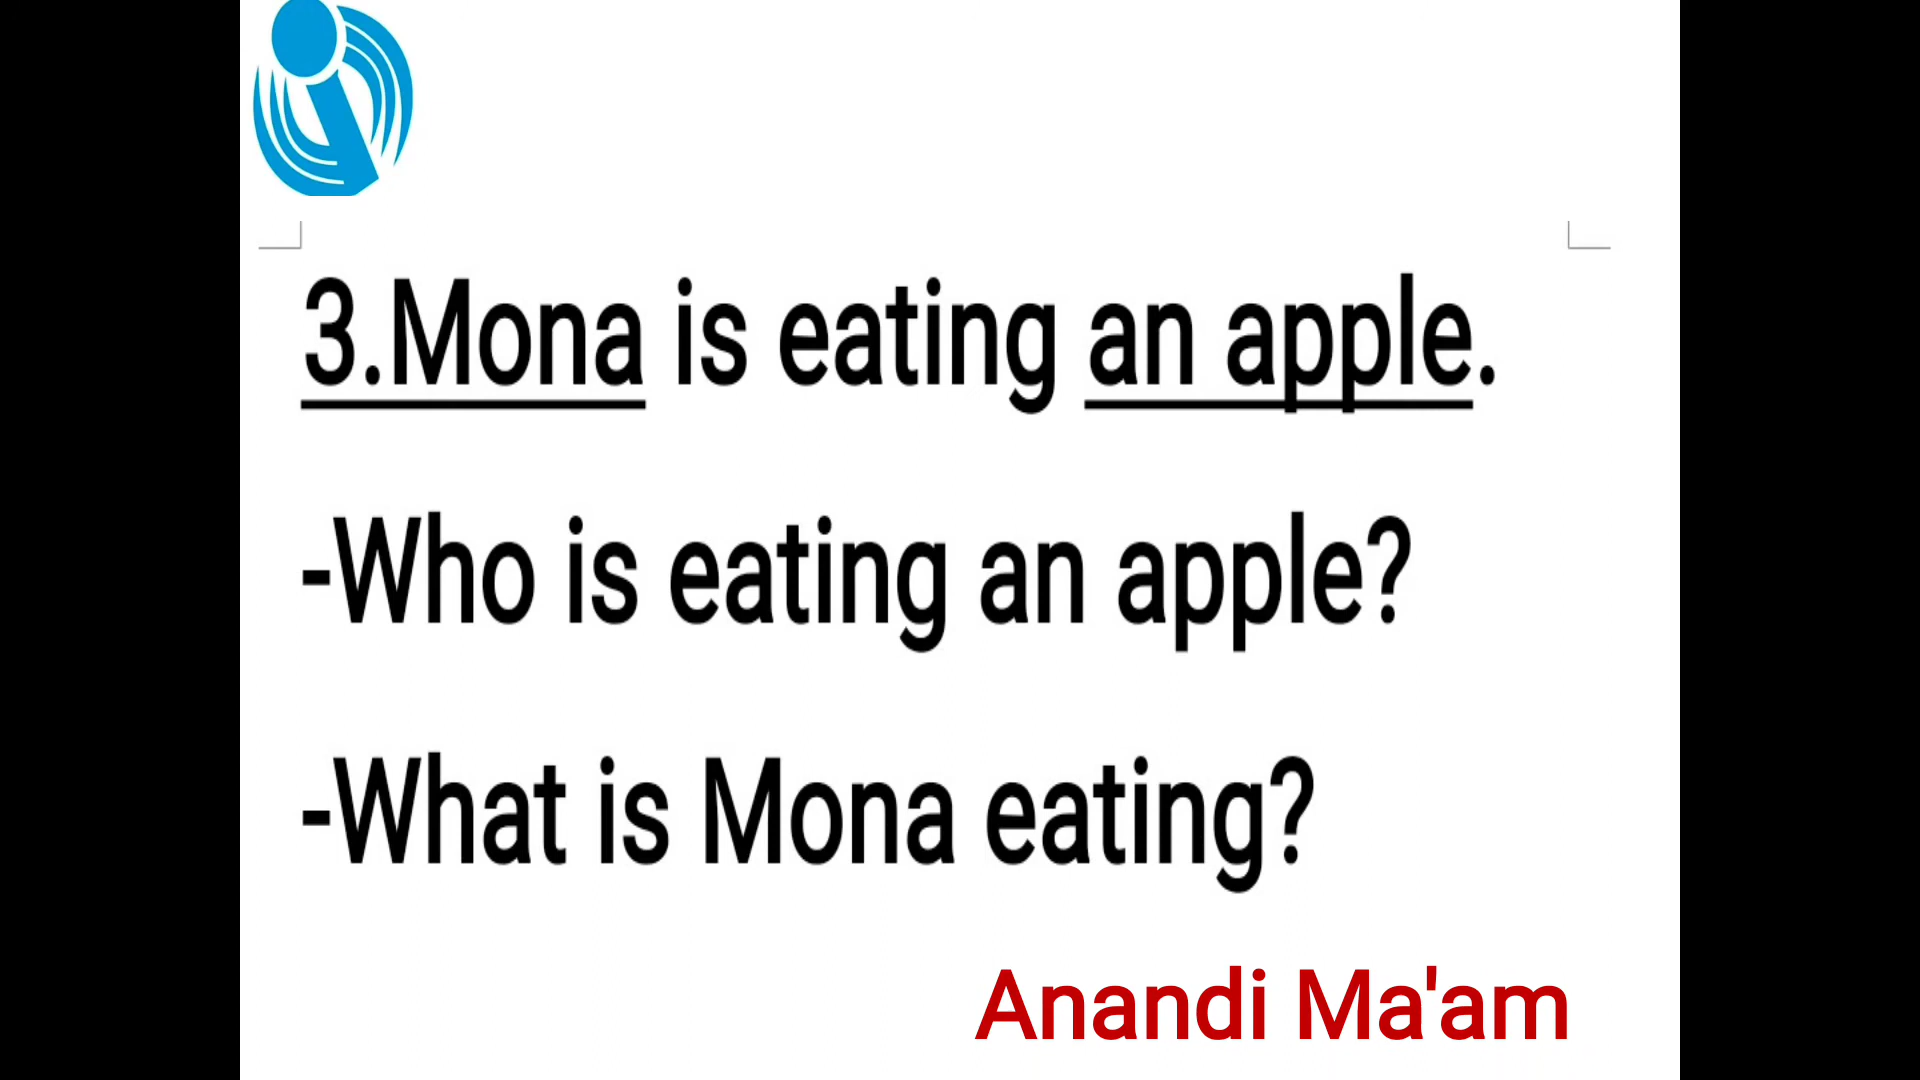 3.Mona is eating an apple.
-Who is eating an apple?
-What is Mona eating?
Anandi Ma'am